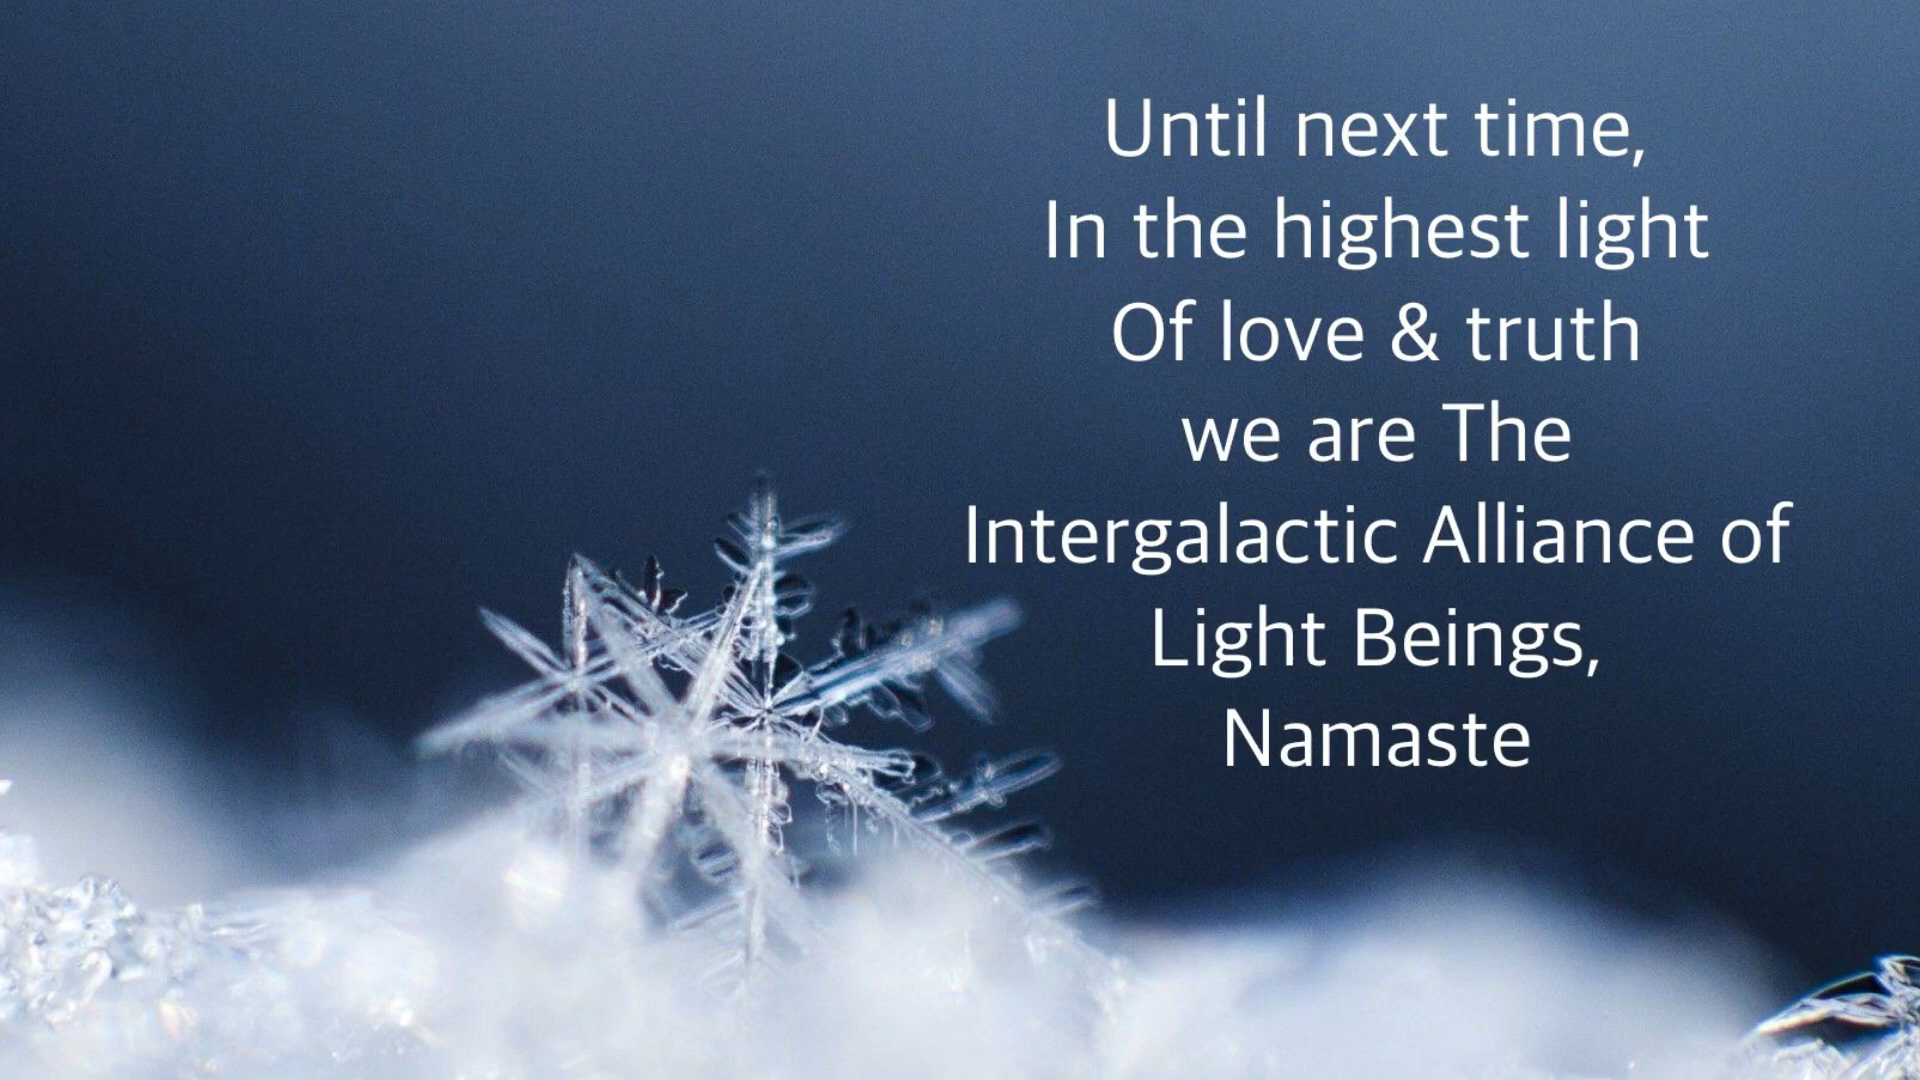 Until next time,
In the highest light
Of love & truth
we are The
Intergalactic Alliance of
Light Beings,
Namaste